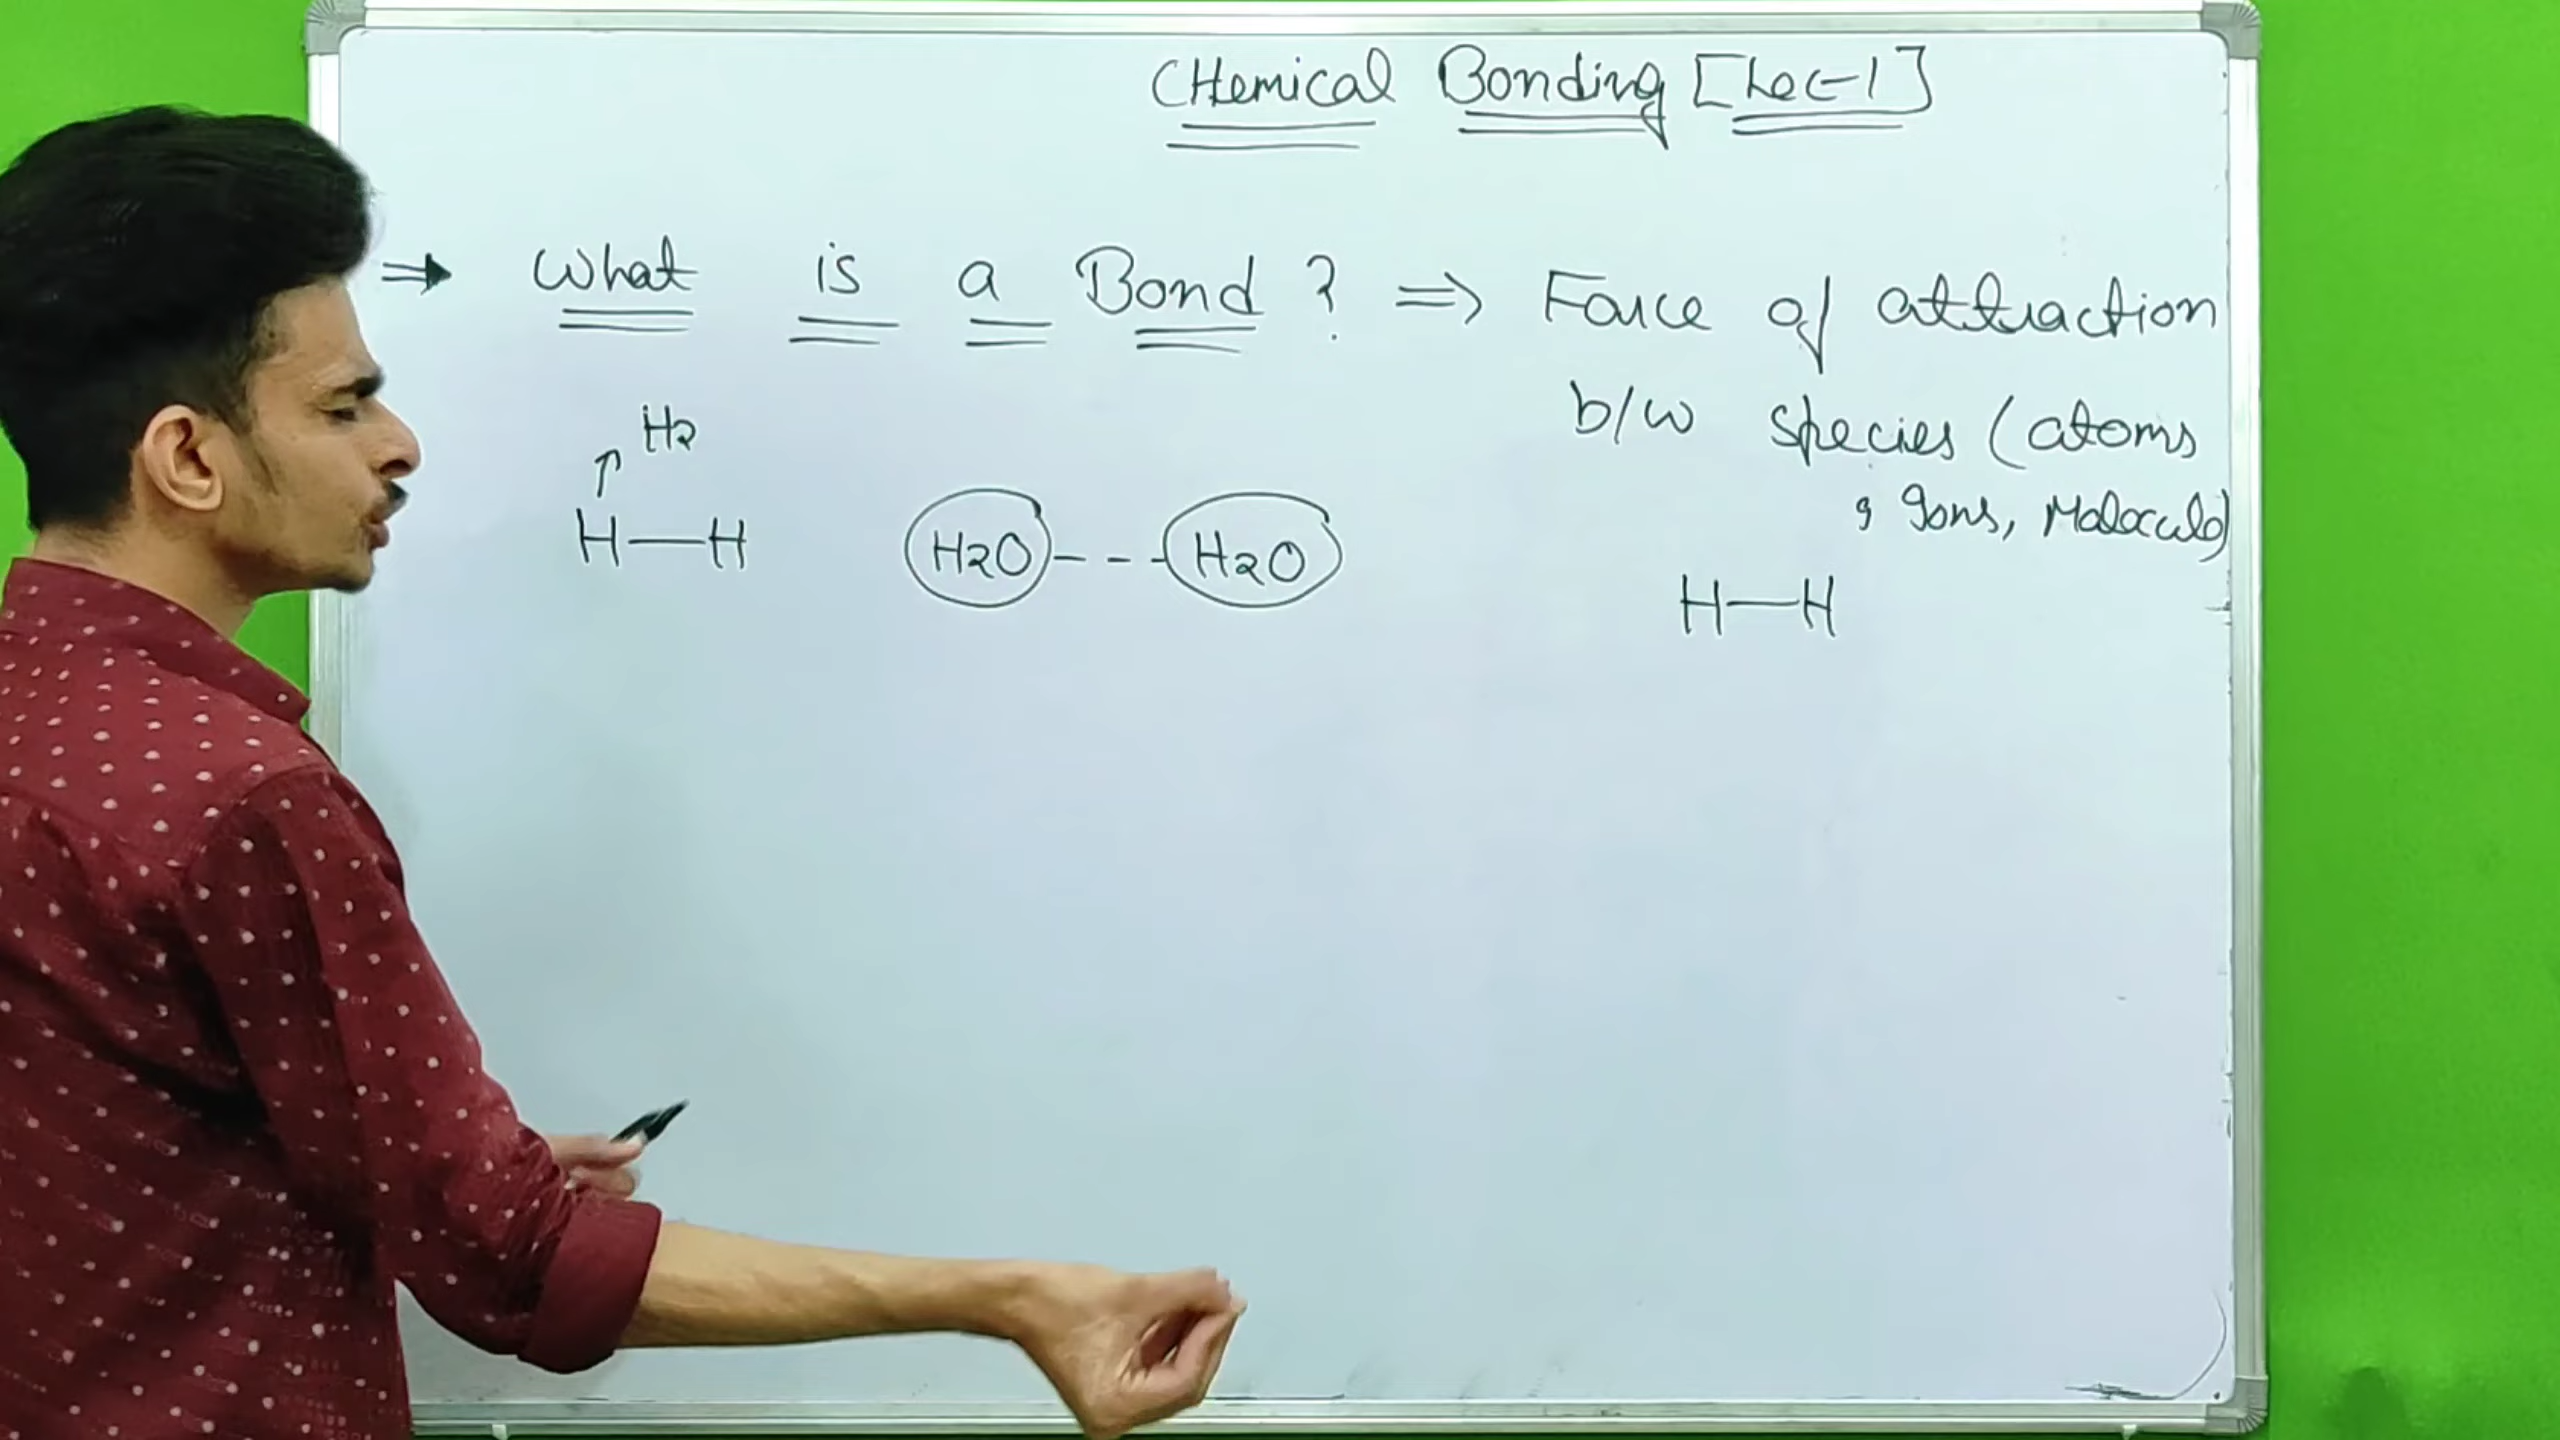 CHemical Bonding [Lec-1]
⇒ What is a Bond ? ⇒ Force of attraction
b/w species (atoms
, Ions, Molecule)
↑ H2
H—H
H2O - - - H2O
H—H